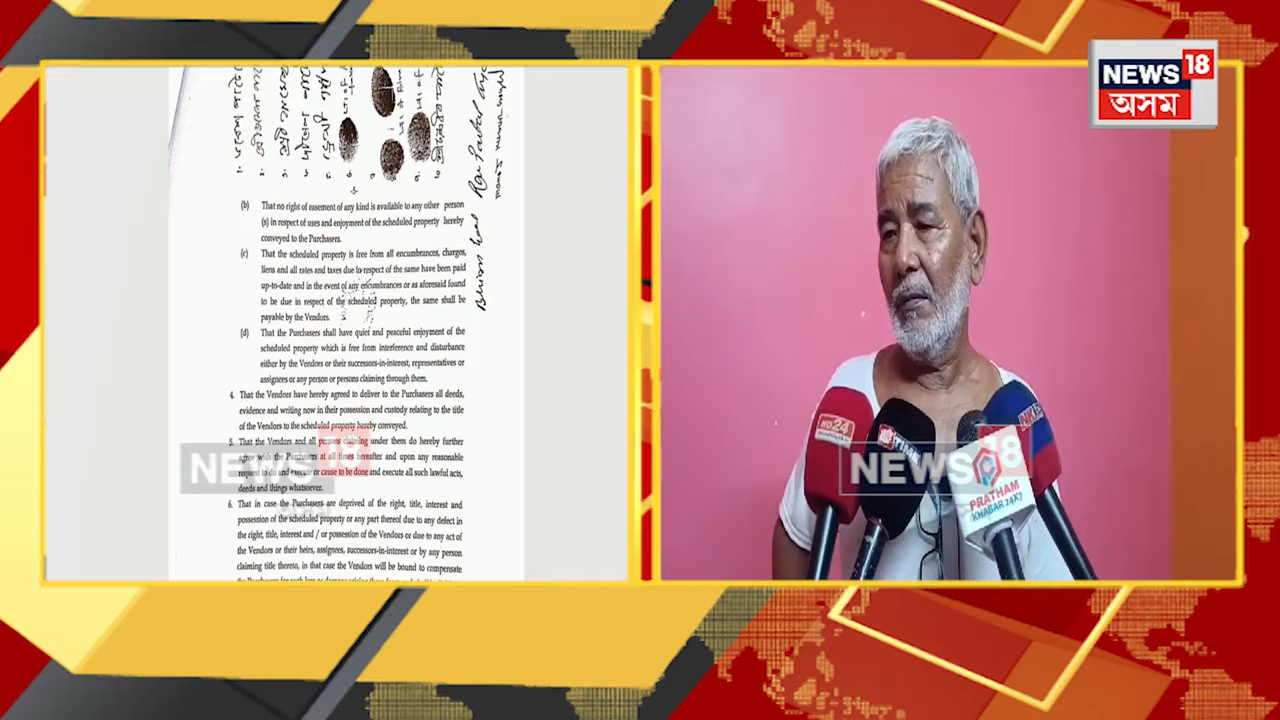 NEWS 18
অসম
-5-
(b) That no right of easement of any kind is available to any other person
(s) in respect of uses and enjoyment of the scheduled property hereby
conveyed to the Purchasers.
(c) That the scheduled property is free from all encumbrances, charges,
liens and all rates and taxes due in respect of the same have been paid
up-to-date and in the event of any encumbrances or as aforesaid found
to be due in respect of the scheduled property, the same shall be
payable by the Vendors.
(d) That the Purchasers shall have quiet and peaceful enjoyment of the
scheduled property which is free from interference and disturbance
either by the Vendors or their successors-in-interest, representatives or
assignees or any person or persons claiming through them.
4. That the Vendors have hereby agreed to deliver to the Purchasers all deeds,
evidence and writing now in their possession and custody relating to the title
of the Vendors to the scheduled property hereby conveyed.
5. That the Vendors and all persons claiming under them do hereby further
agree with the Purchasers at all times hereafter and upon any reasonable
request to do and execute or cause to be done and execute all such lawful acts,
deeds and things whatsoever.
6. That in case the Purchasers are deprived of the right, title, interest and
possession of the scheduled property or any part thereof due to any defect in
the right, title, interest and / or possession of the Vendors or due to any act of
the Vendors or their heirs, assignees, successors-in-interest or by any person
claiming title thereto, in that case the Vendors will be bound to compensate
NEWS 18
ND24
NEWS 18
PRATHAM
KHABAR 24X7